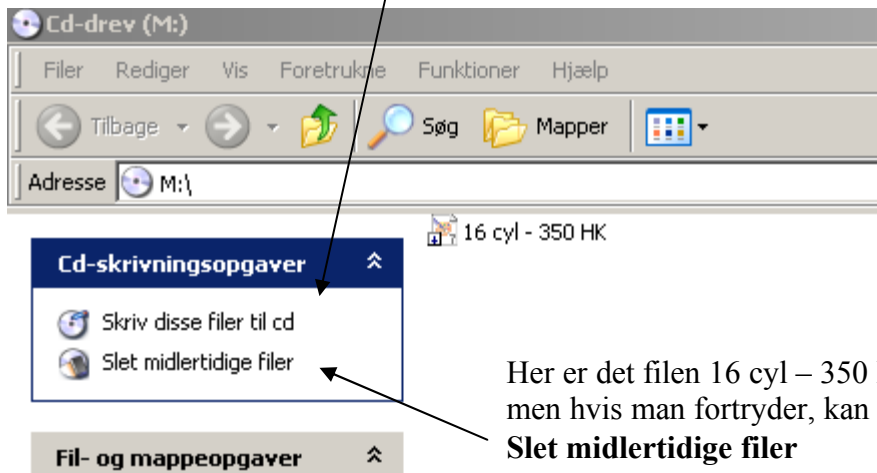 Cd-drev (M:)
Filer Rediger Vis Foretrukne Funktioner Hjælp
Tilbage Søg Mapper
Adresse M:\
16 cyl - 350 HK
Cd-skrivningsopgaver
Skriv disse filer til cd
Slet midlertidige filer
Her er det filen 16 cyl – 350
men hvis man fortryder, kan
Slet midlertidige filer
Fil- og mappeopgaver